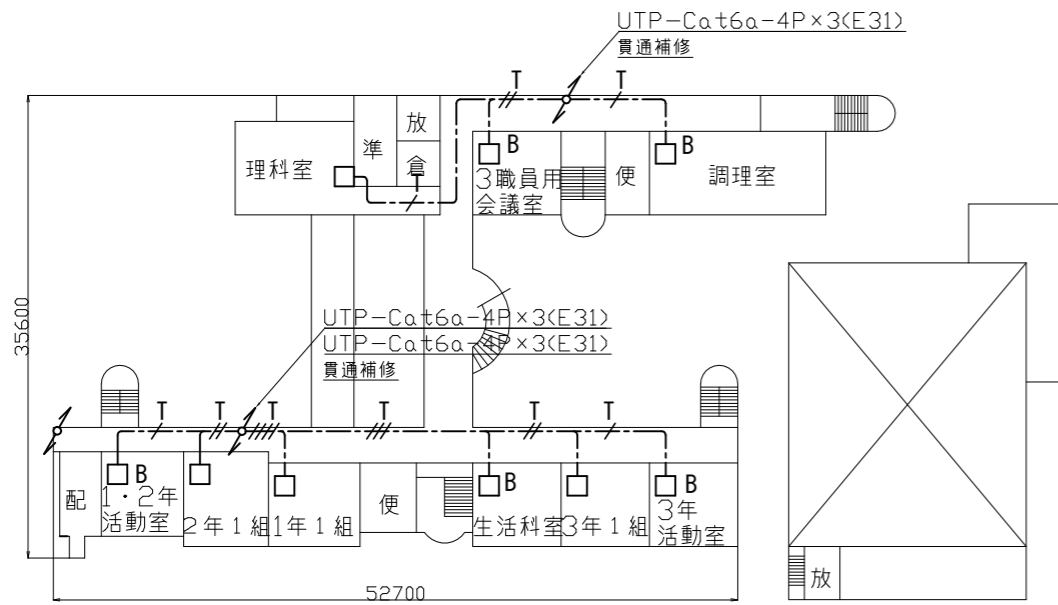 UTP-Cat6a-4P×3(E31)
貫通補修
T
T
放
準
倉
理科室
T
B
B
3職員用
会議室
便
調理室
35600
UTP-Cat6a-4P×3(E31)
UTP-Cat6a-4P×3(E31)
貫通補修
T
T
T
T
T
T
B
B
B
配
1・2年
活動室
2年1組
1年1組
便
生活科室
3年1組
3年
活動室
放
52700